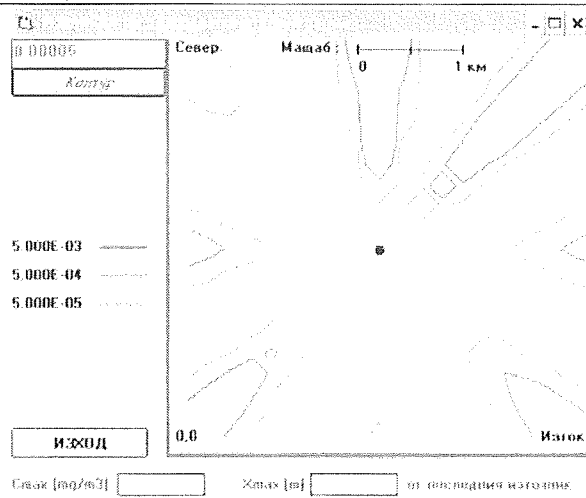 0.00005
Контур
Север
Мащаб :
0
1 км
5.000E-03
5.000E-04
5.000E-05
ИЗХОД
0,0
Изток
Cmax [mg/m3]
Xmax [m]
от последния източник